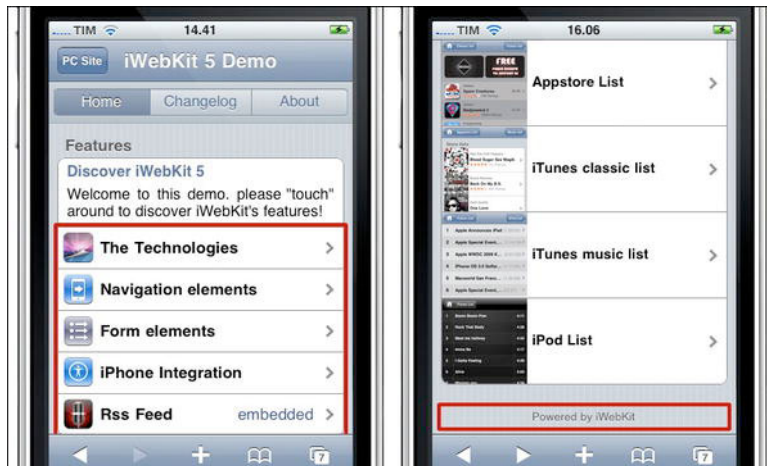 ..... TIM 14.41
PC Site iWebKit 5 Demo
Home Changelog About
Features
Discover iWebKit 5
Welcome to this demo. please "touch"
around to discover iWebKit's features!
The Technologies
Navigation elements
Form elements
iPhone Integration
Rss Feed embedded
7
..... TIM 16.06
FREE
Appstore List
iTunes classic list
iTunes music list
iPod List
Powered by iWebKit
7